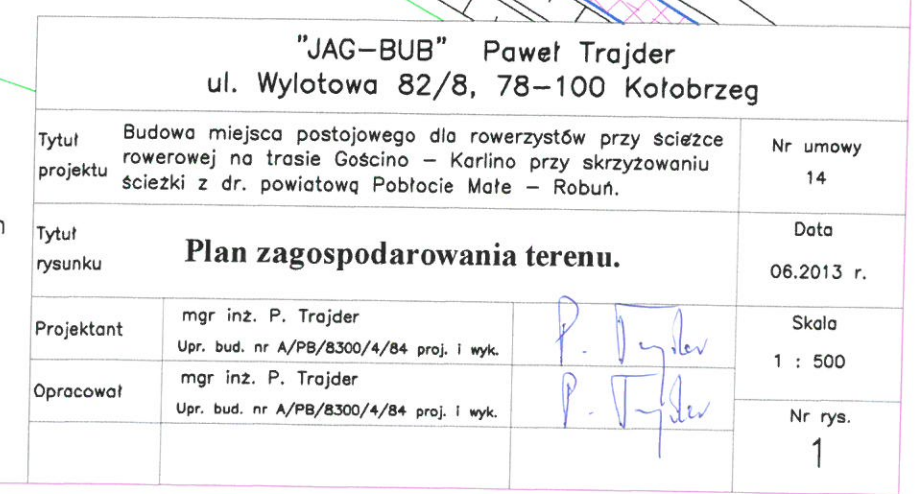 "JAG-BUB" Paweł Trajder
ul. Wylotowa 82/8, 78-100 Kołobrzeg
Tytuł projektu
Budowa miejsca postojowego dla rowerzystów przy ścieżce
rowerowej na trasie Gościno - Karlino przy skrzyżowaniu
ścieżki z dr. powiatową Pobłocie Małe - Robuń.
Nr umowy
14
Tytuł
rysunku
Plan zagospodarowania terenu.
Data
06.2013 r.
Projektant
mgr inż. P. Trajder
Upr. bud. nr A/PB/8300/4/84 proj. i wyk.
P. Trajder
Skala
1 : 500
Opracował
mgr inż. P. Trajder
Upr. bud. nr A/PB/8300/4/84 proj. i wyk.
P. Trajder
Nr rys.
1